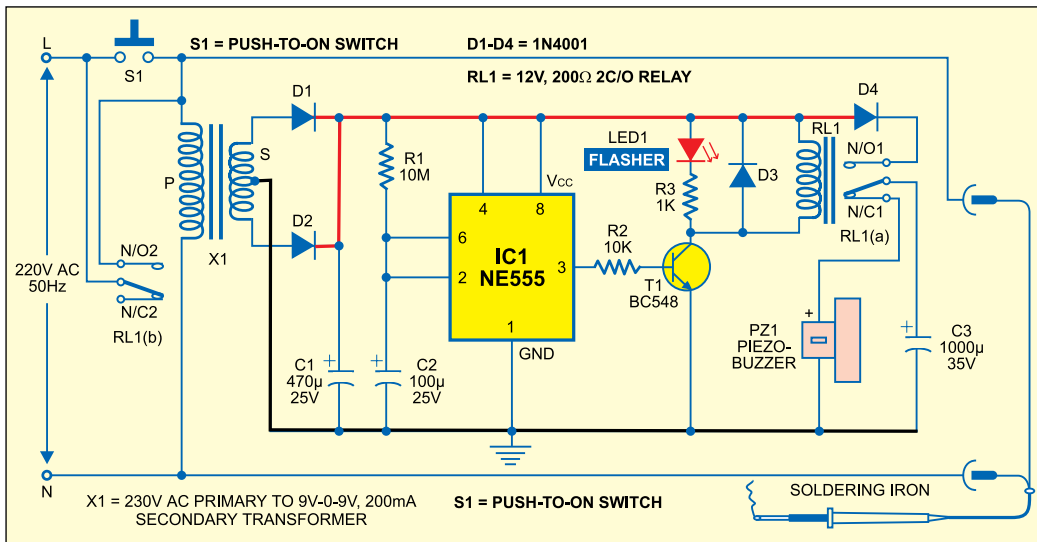 S1 = PUSH-TO-ON SWITCH
D1-D4 = 1N4001
L
S1
RL1 = 12V, 200Ω 2C/O RELAY
D1
D4
LED1
FLASHER
RL1
N/O1
R1
10M
S
P
D3
VCC
4
8
R3
1K
N/C1
RL1(a)
D2
6
IC1
NE555
R2
10K
3
X1
N/O2
2
T1
BC548
220V AC
50Hz
N/C2
RL1(b)
1
GND
+
PZ1
PIEZO-
BUZZER
+
C3
1000µ
35V
+
C1
470µ
25V
+
C2
100µ
25V
N
X1 = 230V AC PRIMARY TO 9V-0-9V, 200mA
SECONDARY TRANSFORMER
S1 = PUSH-TO-ON SWITCH
SOLDERING IRON